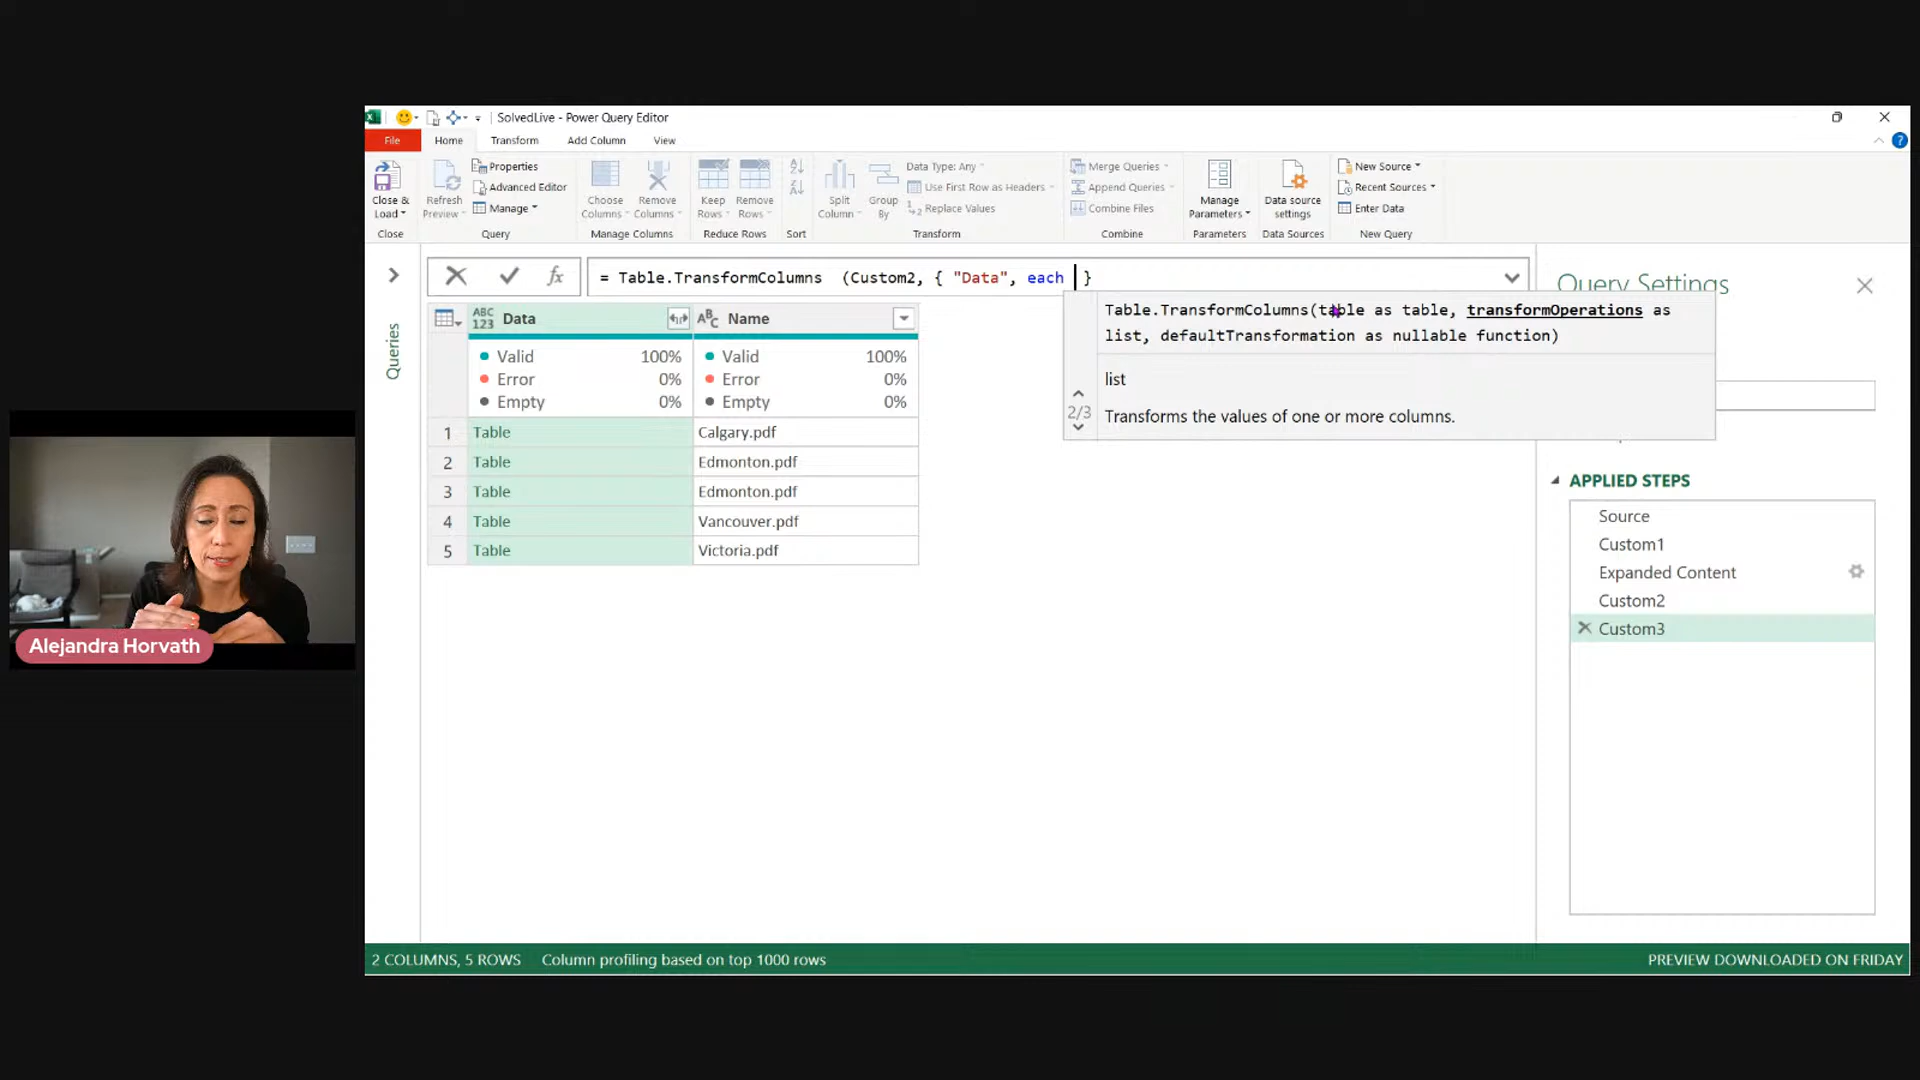 SolvedLive - Power Query Editor
File Home Transform Add Column View
Close & Load
Refresh Preview
Properties
Advanced Editor
Manage
Choose Columns
Remove Columns
Keep Rows
Remove Rows
Split Column
Group By
Data Type: Any
Use First Row as Headers
Replace Values
Merge Queries
Append Queries
Combine Files
Manage Parameters
Data source settings
New Source
Recent Sources
Enter Data
Close Query Manage Columns Reduce Rows Sort Transform Combine Parameters Data Sources New Query
= Table.TransformColumns (Custom2, { "Data", each }
Table.TransformColumns(table as table, transformOperations as
list, defaultTransformation as nullable function)
list
2/3
Transforms the values of one or more columns.
Queries
ABC 123 Data ABC Name
Valid 100% Valid 100%
Error 0% Error 0%
Empty 0% Empty 0%
1 Table Calgary.pdf
2 Table Edmonton.pdf
3 Table Edmonton.pdf
4 Table Vancouver.pdf
5 Table Victoria.pdf
Query Settings
APPLIED STEPS
Source
Custom1
Expanded Content
Custom2
Custom3
Alejandra Horvath
2 COLUMNS, 5 ROWS Column profiling based on top 1000 rows PREVIEW DOWNLOADED ON FRIDAY